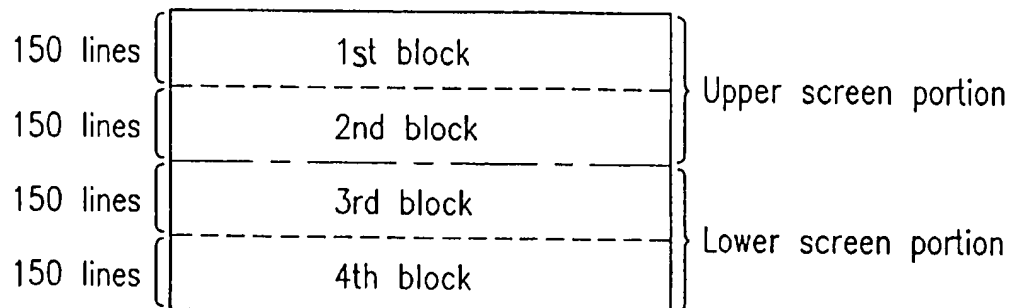 150 lines 1st block
Upper screen portion
150 lines 2nd block
150 lines 3rd block
Lower screen portion
150 lines 4th block